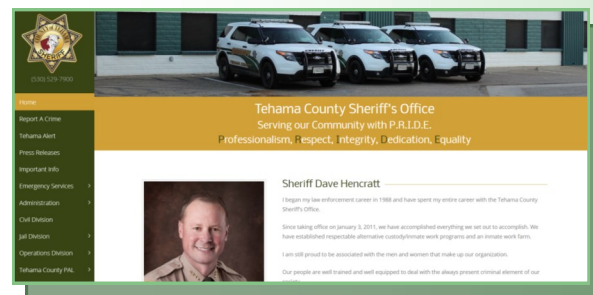 SHERIFF
(530) 529-7900
Home
Report A Crime
Tehama Alert
Press Releases
Important Info
Emergency Services
Administration
Civil Division
Jail Division
Operations Division
Tehama County PAL
Tehama County Sheriff's Office
Serving our Community with P.R.I.D.E.
Professionalism, Respect, Integrity, Dedication, Equality
Sheriff Dave Hencratt
I began my law enforcement career in 1988 and have spent my entire career with the Tehama County
Sheriff's Office.
Since taking office on January 3, 2011, we have accomplished everything we set out to accomplish. We
have established respectable alternative custody/inmate work programs and an inmate work farm.
I am still proud to be associated with the men and women that make up our organization.
Our people are well trained and well equipped to deal with the always present criminal element of our